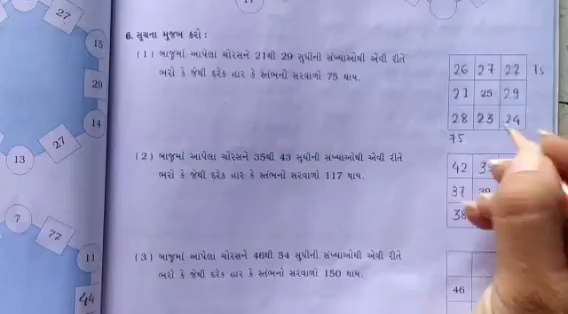 27
15
6. સૂચના મુજબ કરો :
(1) બાજુમાં આપેલા ચોરસને 21થી 29 સુધીની સંખ્યાઓથી એવી રીતે
ભરો કે જેથી દરેક હાર કે સ્તંભનો સરવાળો 75 થાય.
26 27 22 75
21 25 29
28 23 24
75
29
14
27
13
(2) બાજુમાં આપેલા ચોરસને 35થી 43 સુધીની સંખ્યાઓથી એવી રીતે
ભરો કે જેથી દરેક હાર કે સ્તંભનો સરવાળો 117 થાય.
42
37 39
38
7
77
11
44
(3) બાજુમાં આપેલા ચોરસને 46થી 54 સુધીની સંખ્યાઓથી એવી રીતે
ભરો કે જેથી દરેક હાર કે સ્તંભનો સરવાળો 150 થાય.
46